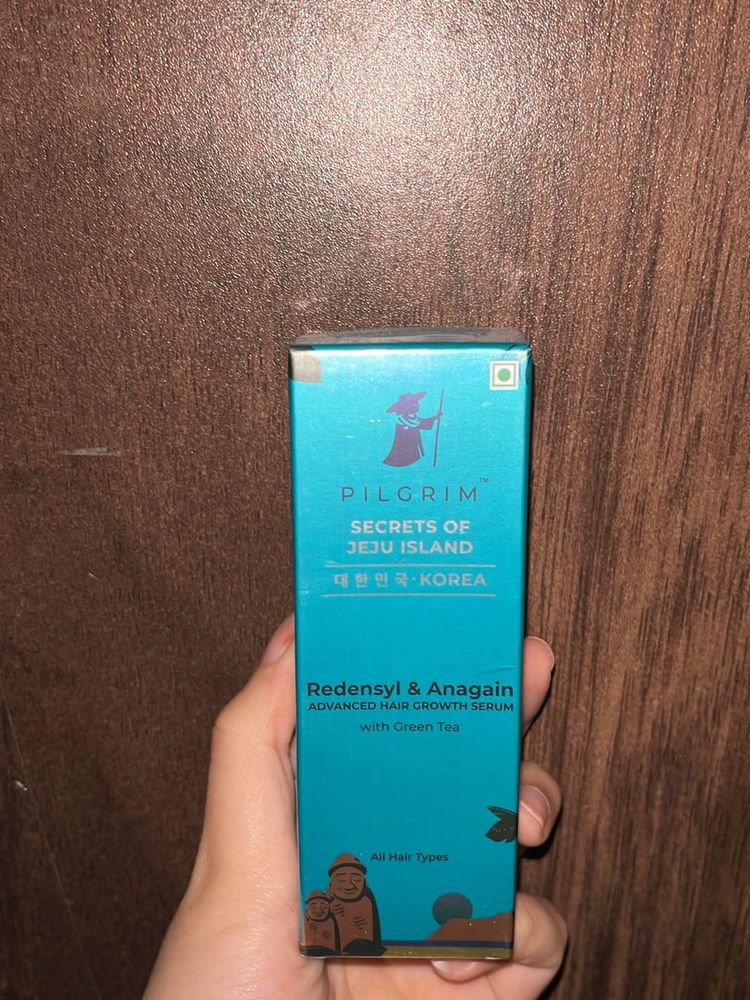 PILGRIM™
SECRETS OF
JEJU ISLAND
대한민국·KOREA
Redensyl & Anagain
ADVANCED HAIR GROWTH SERUM
with Green Tea
All Hair Types